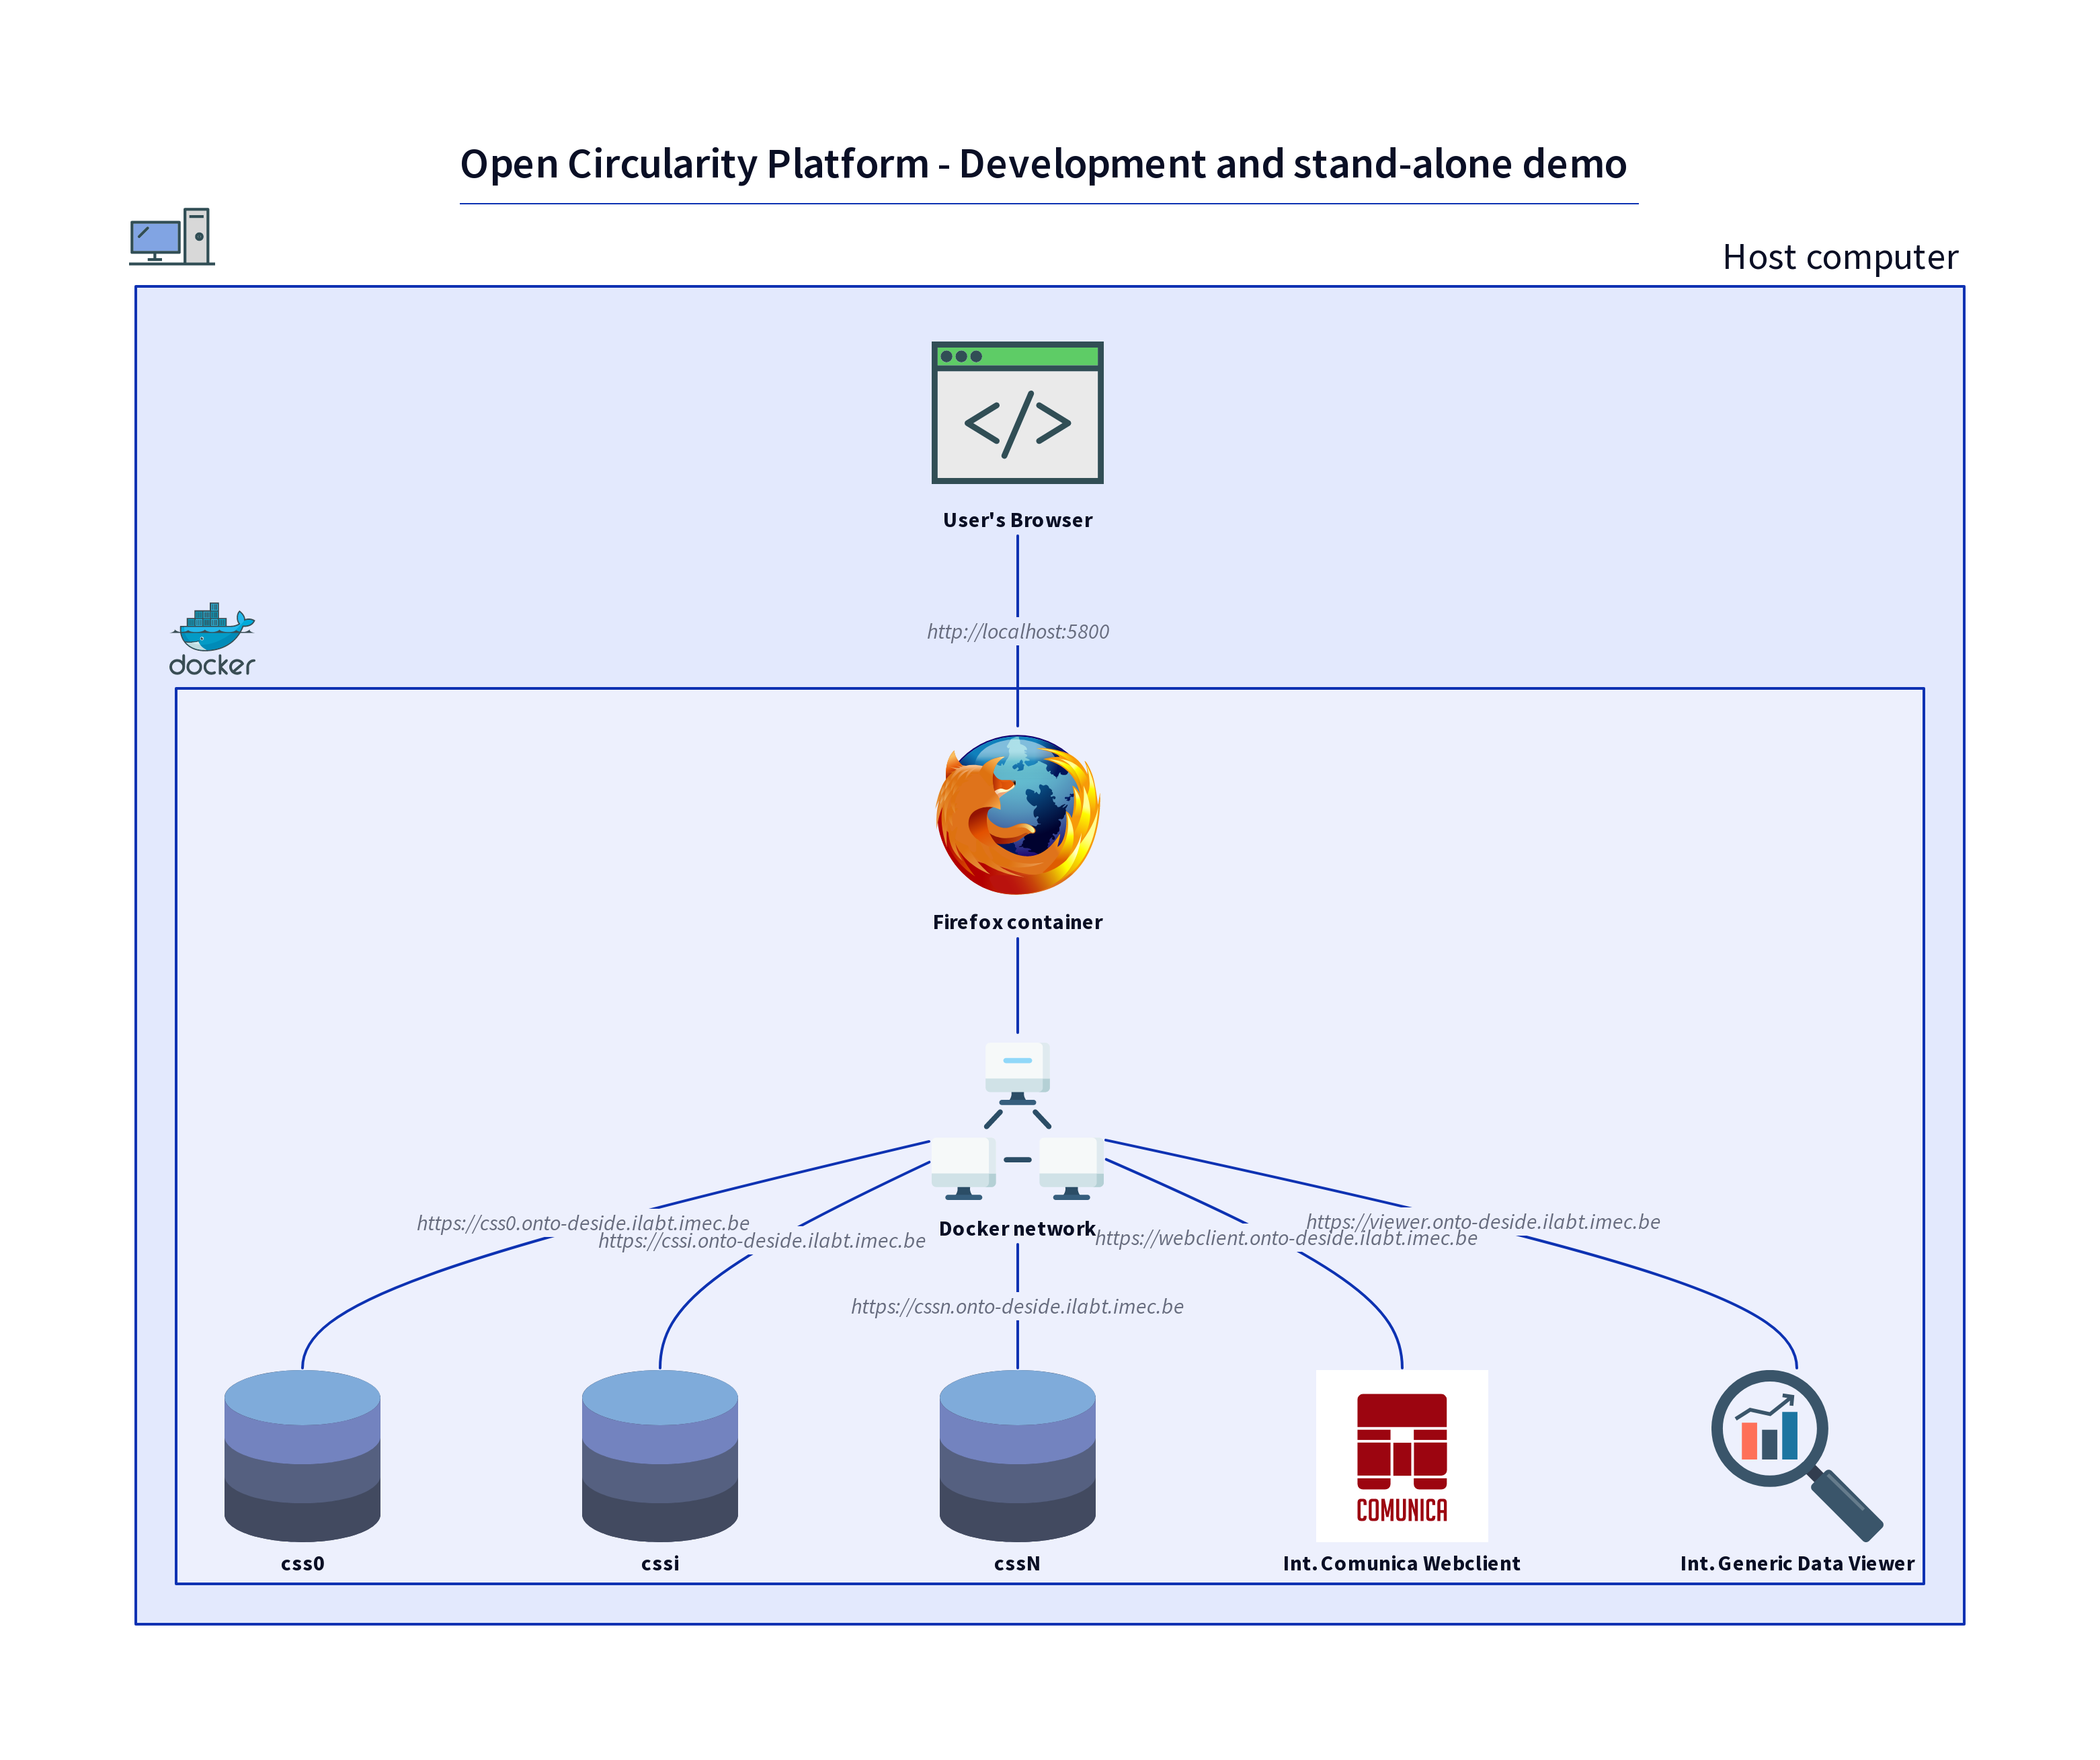 Open Circularity Platform - Development and stand-alone demo
Host computer
</>
User's Browser
http://localhost:5800
docker
Firefox container
Docker network
https://css0.onto-deside.ilabt.imec.be
https://cssi.onto-deside.ilabt.imec.be
https://webclient.onto-deside.ilabt.imec.be
https://viewer.onto-deside.ilabt.imec.be
https://cssn.onto-deside.ilabt.imec.be
COMUNICA
css0
cssi
cssN
Int. Comunica Webclient
Int. Generic Data Viewer